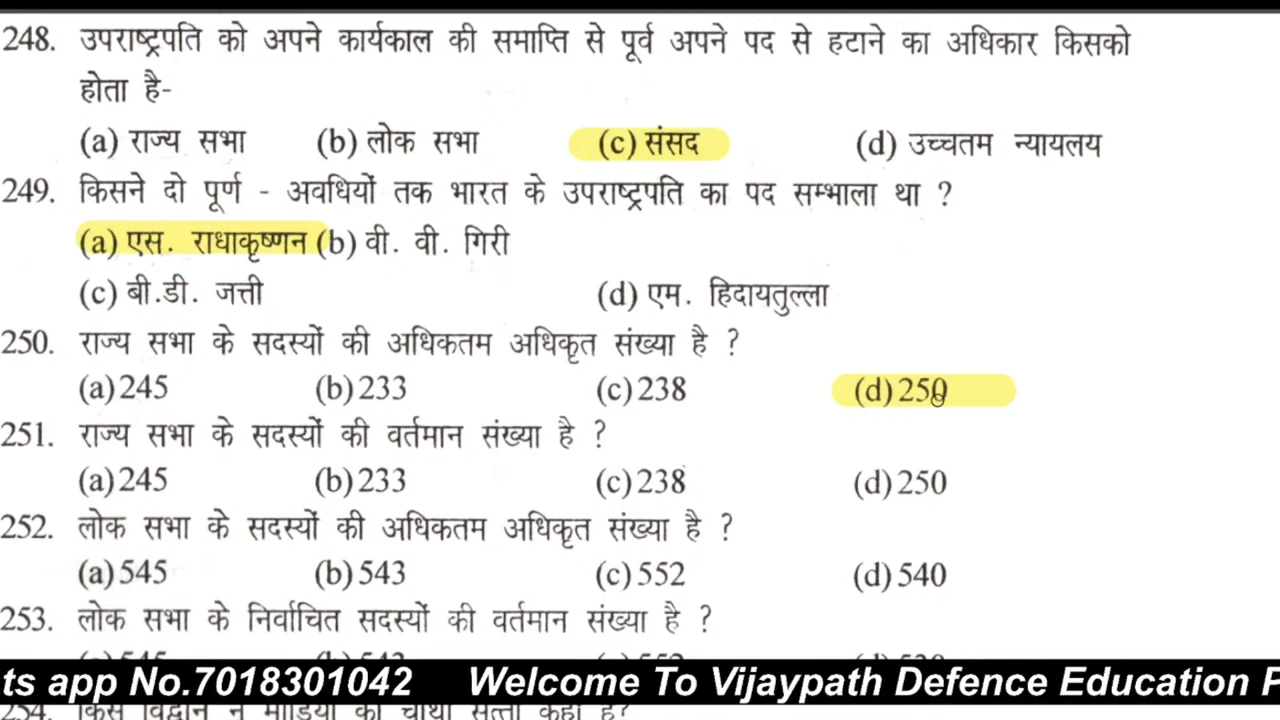 248. उपराष्ट्रपति को अपने कार्यकाल की समाप्ति से पूर्व अपने पद से हटाने का अधिकार किसको
होता है-
(a) राज्य सभा (b) लोक सभा (c) संसद (d) उच्चतम न्यायलय
249. किसने दो पूर्ण - अवधियों तक भारत के उपराष्ट्रपति का पद सम्भाला था ?
(a) एस. राधाकृष्णन (b) वी. वी. गिरी
(c) बी.डी. जत्ती (d) एम. हिदायतुल्ला
250. राज्य सभा के सदस्यों की अधिकतम अधिकृत संख्या है ?
(a) 245 (b) 233 (c) 238 (d) 250
251. राज्य सभा के सदस्यों की वर्तमान संख्या है ?
(a) 245 (b) 233 (c) 238 (d) 250
252. लोक सभा के सदस्यों की अधिकतम अधिकृत संख्या है ?
(a) 545 (b) 543 (c) 552 (d) 540
253. लोक सभा के निर्वाचित सदस्यों की वर्तमान संख्या है ?
ts app No.7018301042 Welcome To Vijaypath Defence Education P